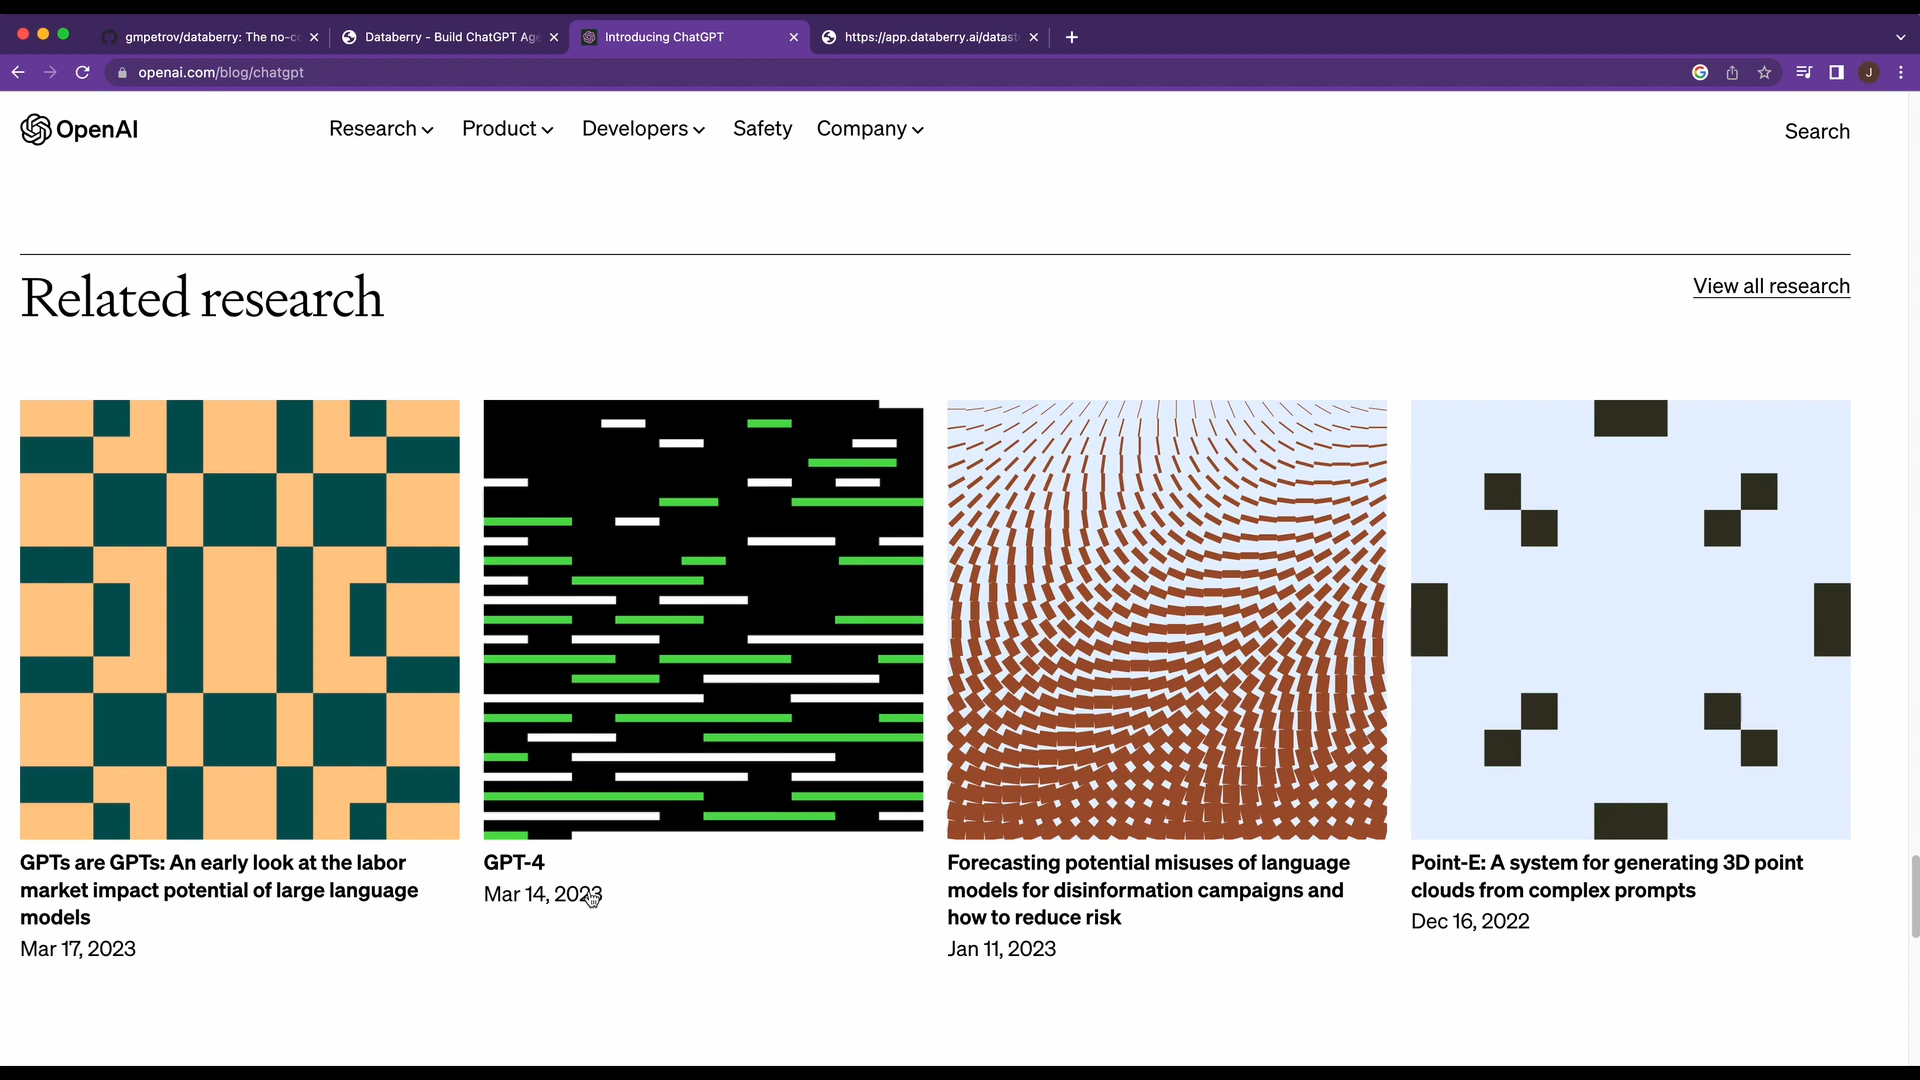 gmpetrov/databerry: The no-c
Databerry - Build ChatGPT Age
Introducing ChatGPT
https://app.databerry.ai/datast
openai.com/blog/chatgpt
J
OpenAI
Research
Product
Developers
Safety
Company
Search
Related research
View all research
GPTs are GPTs: An early look at the labor
market impact potential of large language
models
Mar 17, 2023
GPT-4
Mar 14, 2023
Forecasting potential misuses of language
models for disinformation campaigns and
how to reduce risk
Jan 11, 2023
Point-E: A system for generating 3D point
clouds from complex prompts
Dec 16, 2022